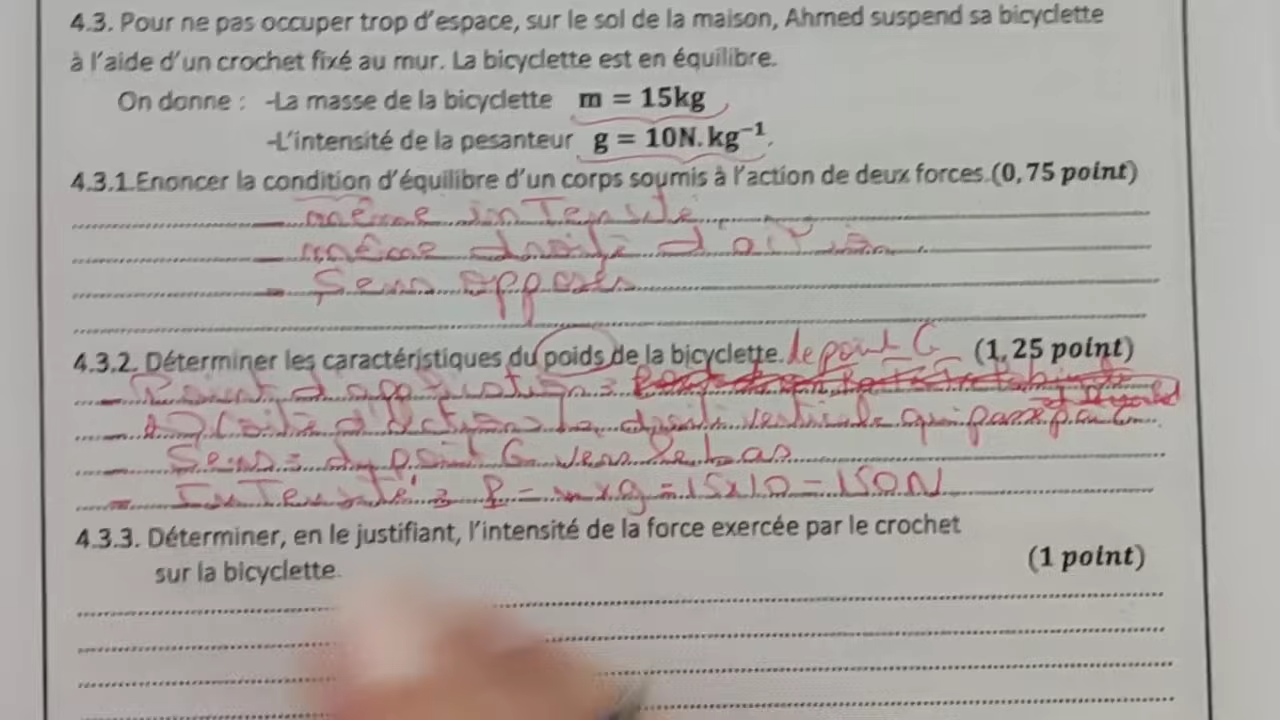 4.3. Pour ne pas occuper trop d'espace, sur le sol de la maison, Ahmed suspend sa bicyclette
à l'aide d'un crochet fixé au mur. La bicyclette est en équilibre.
On donne : -La masse de la bicyclette m = 15kg
-L'intensité de la pesanteur g = 10N.kg⁻¹.
4.3.1.Enoncer la condition d'équilibre d'un corps soumis à l'action de deux forces.(0,75 point)
- même intensité
- même droite d'action
- Sens opposés
4.3.2. Déterminer les caractéristiques du poids de la bicyclette. le point G (1,25 point)
- Point d'application :
- Droite d'action la droite verticale qui passe par G
- Sens : du point G vers le bas
- Intensité : P = m x g = 15x10 = 150N
4.3.3. Déterminer, en le justifiant, l'intensité de la force exercée par le crochet
sur la bicyclette.
(1 point)